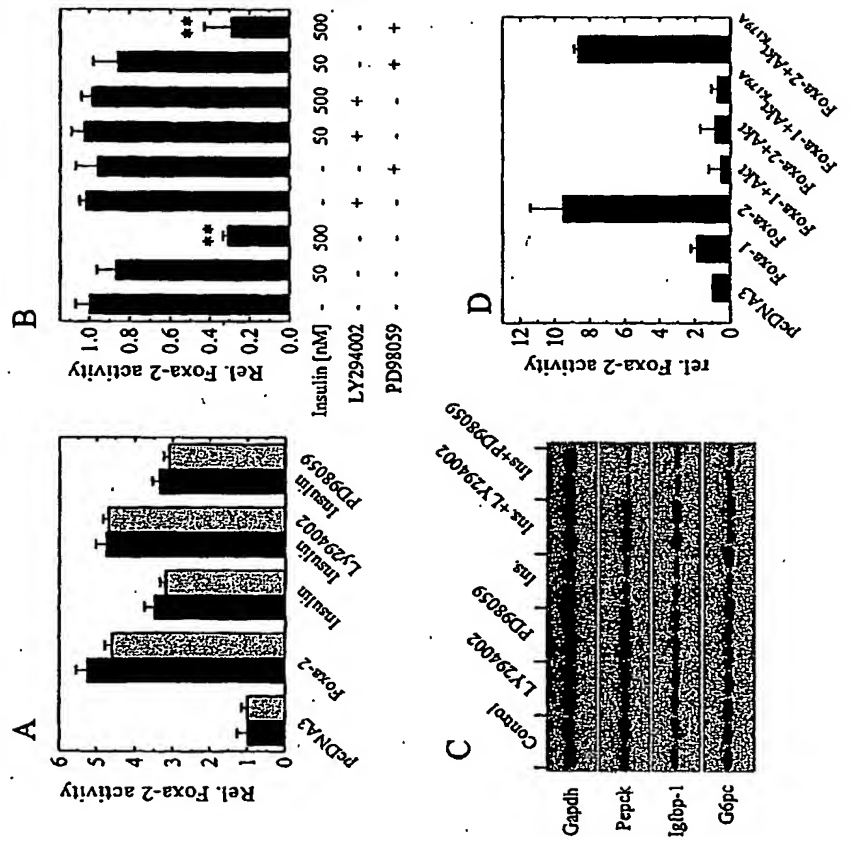 A
Rel. Foxa-2 activity
6
5
4
3
2
1
0
pcDNA3
Foxa-2
Insulin
Insulin
Ly294002
Insulin
PD98059
B
Rel. Foxa-2 activity
1.0
0.8
0.6
0.4
0.2
0.0
**
**
Insulin [nM] - 50 500 - - 50 500 50 500
LY294002 - - - + - + + - -
PD98059 - - - - + - - + +
C
Control
LY294002
PD98059
Ins.
Ins+LY294002
Ins+PD98059
Gapdh
Pepck
Igfbp-1
G6pc
D
rel. Foxa-2 activity
12
10
8
6
4
2
0
pcDNA3
Foxa-1
Foxa-2
Foxa-1+Akt
Foxa-2+Akt
Foxa-1+AktK179A
Foxa-2+AktK179A